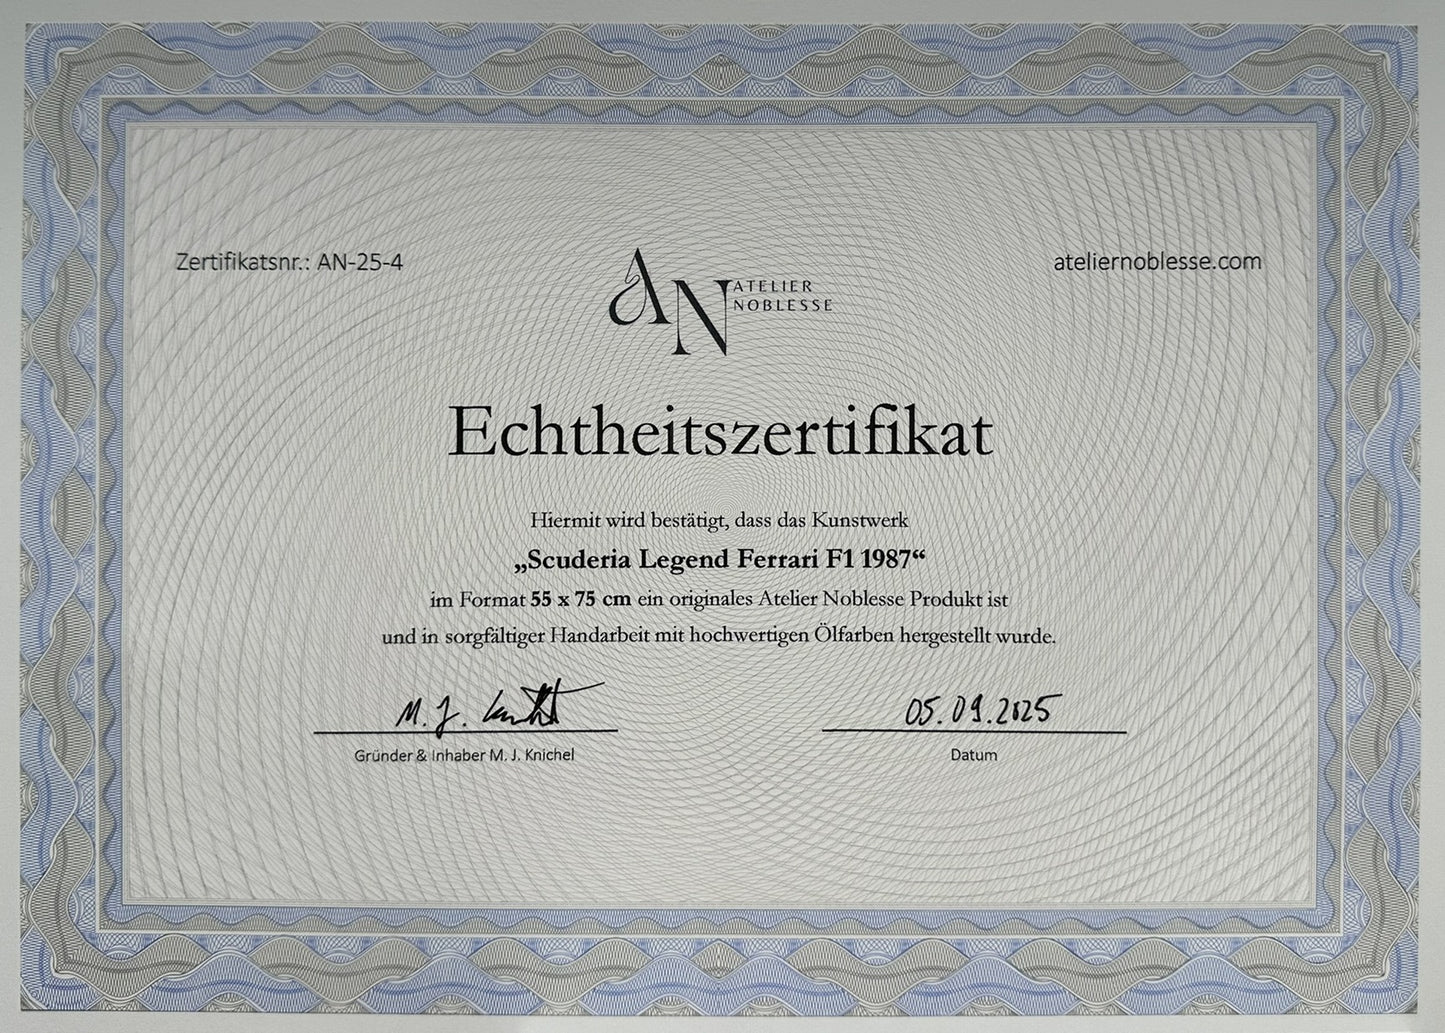 Zertifikatsnr.: AN-25-4
ateliernoblesse.com
AN
ATELIER
NOBLESSE
Echtheitszertifikat
Hiermit wird bestätigt, dass das Kunstwerk
„Scuderia Legend Ferrari F1 1987“
im Format 55 x 75 cm ein originales Atelier Noblesse Produkt ist
und in sorgfältiger Handarbeit mit hochwertigen Ölfarben hergestellt wurde.
M. J.
05.09.2025
Gründer & Inhaber M. J. Knichel
Datum